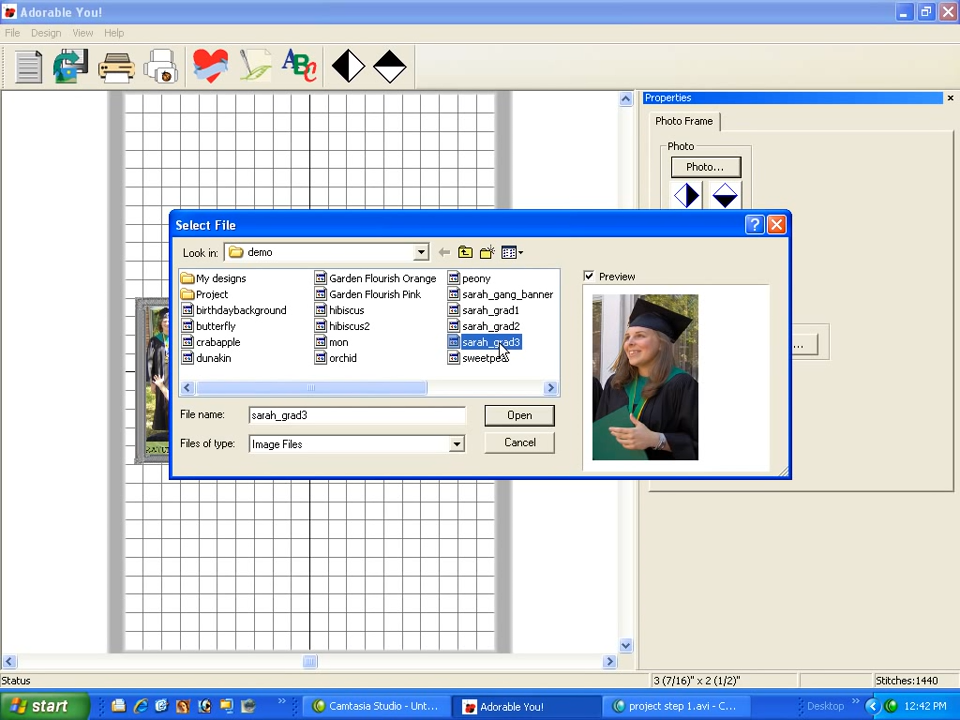 Adorable You!
File Design View Help
ABC
Properties
Photo Frame
Photo
Photo...
Select File
Look in: demo
Preview
My designs
Project
birthdaybackground
butterfly
crabapple
dunakin
Garden Flourish Orange
Garden Flourish Pink
hibiscus
hibiscus2
mon
orchid
peony
sarah_gang_banner
sarah_grad1
sarah_grad2
sarah_grad3
sweetpea
...
File name: sarah_grad3
Open
Files of type: Image Files
Cancel
Status
3 (7/16)" x 2 (1/2)"
Stitches:1440
start
Camtasia Studio - Unt...
Adorable You!
project step 1.avi - C...
Desktop
12:42 PM